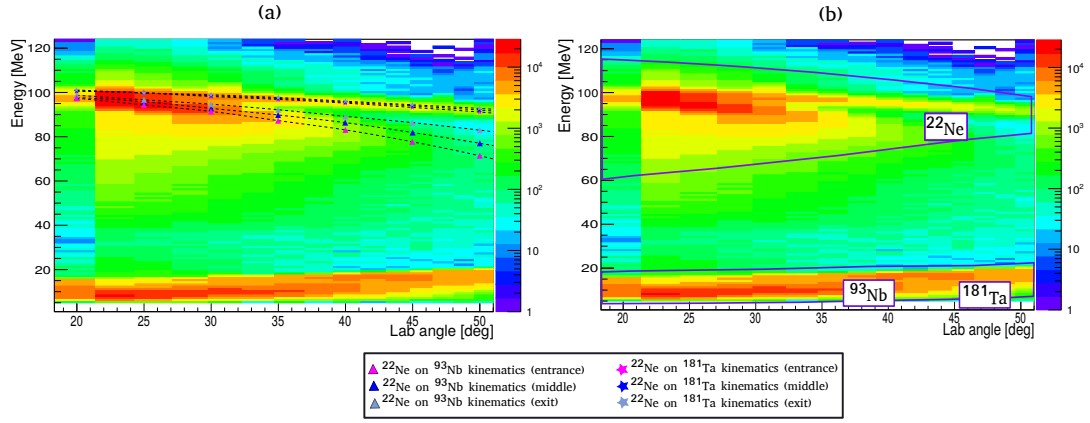 (a)
(b)
Energy [MeV]
120
100
80
60
40
20
20 25 30 35 40 45 50
Lab angle [deg]
10⁴
10³
10²
10
1
Energy [MeV]
120
100
80
60
40
20
20 25 30 35 40 45 50
Lab angle [deg]
²²Ne
⁹³Nb
¹⁸¹Ta
10⁴
10³
10²
10
1
²²Ne on ⁹³Nb kinematics (entrance)
²²Ne on ⁹³Nb kinematics (middle)
²²Ne on ⁹³Nb kinematics (exit)
²²Ne on ¹⁸¹Ta kinematics (entrance)
²²Ne on ¹⁸¹Ta kinematics (middle)
²²Ne on ¹⁸¹Ta kinematics (exit)